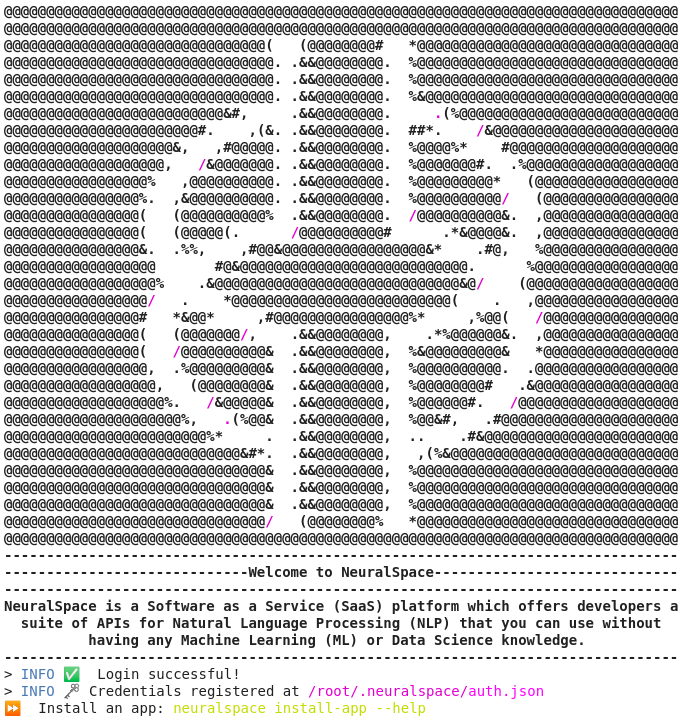 ----------------------------Welcome to NeuralSpace-----------------------------
NeuralSpace is a Software as a Service (SaaS) platform which offers developers a
suite of APIs for Natural Language Processing (NLP) that you can use without
having any Machine Learning (ML) or Data Science knowledge.
--------------------------------------------------------------------------------
> INFO ✅  Login successful!
> INFO 🗝 Credentials registered at /root/.neuralspace/auth.json
⏩  Install an app: neuralspace install-app --help